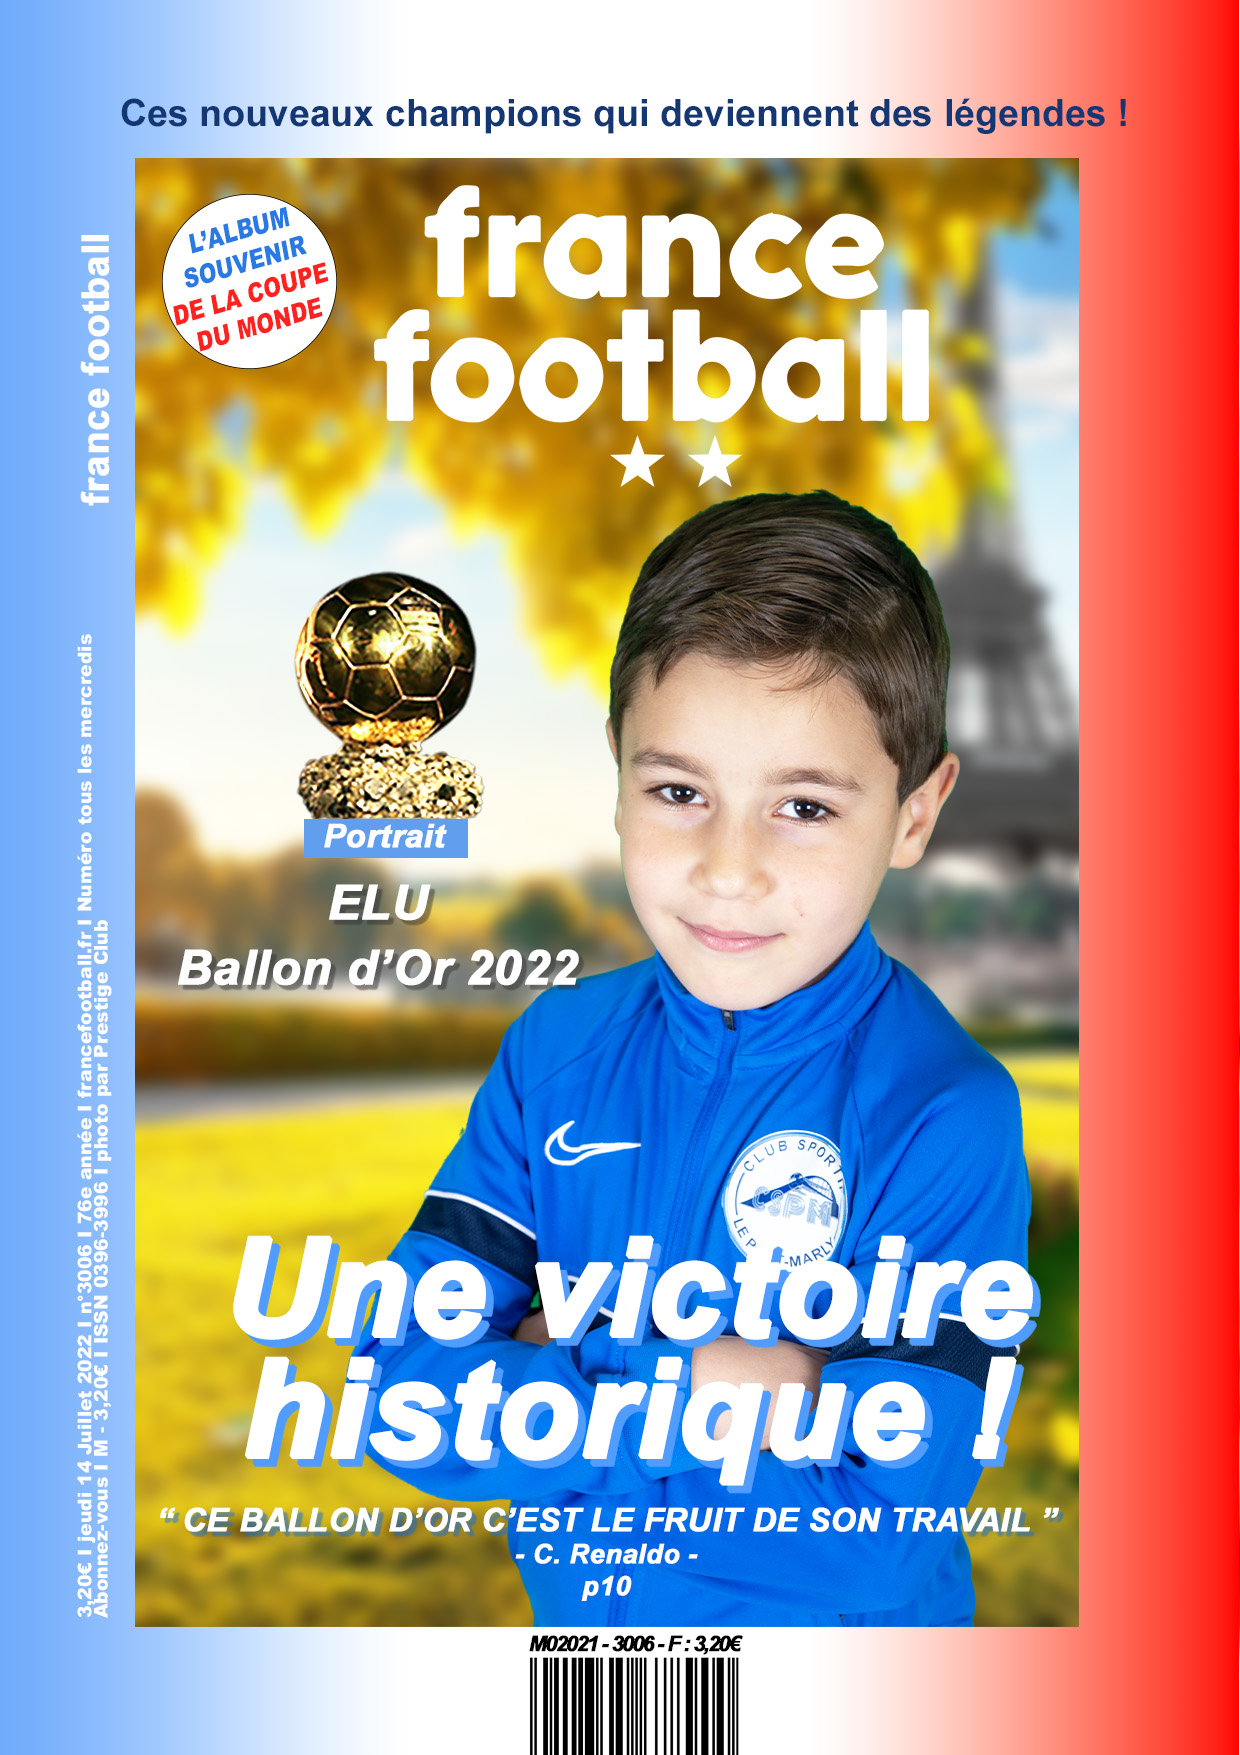 Ces nouveaux champions qui deviennent des légendes !
L'ALBUM
SOUVENIR
DE LA COUPE
DU MONDE
france
football
france football
Portrait
ELU
Ballon d'Or 2022
CLUB SPORTI
CSPM
LE P
T-MARLY
Une victoire
historique !
“ CE BALLON D'OR C'EST LE FRUIT DE SON TRAVAIL ”
- C. Renaldo -
p10
3,20€ I jeudi 14 Juillet 2022 I n°3006 I 76e année I francefootball.fr I Numéro tous les mercredis
Abonnez-vous I M - 3,20€ I ISSN 0396-3996 I photo par Prestige Club
M02021 - 3006 - F : 3,20€